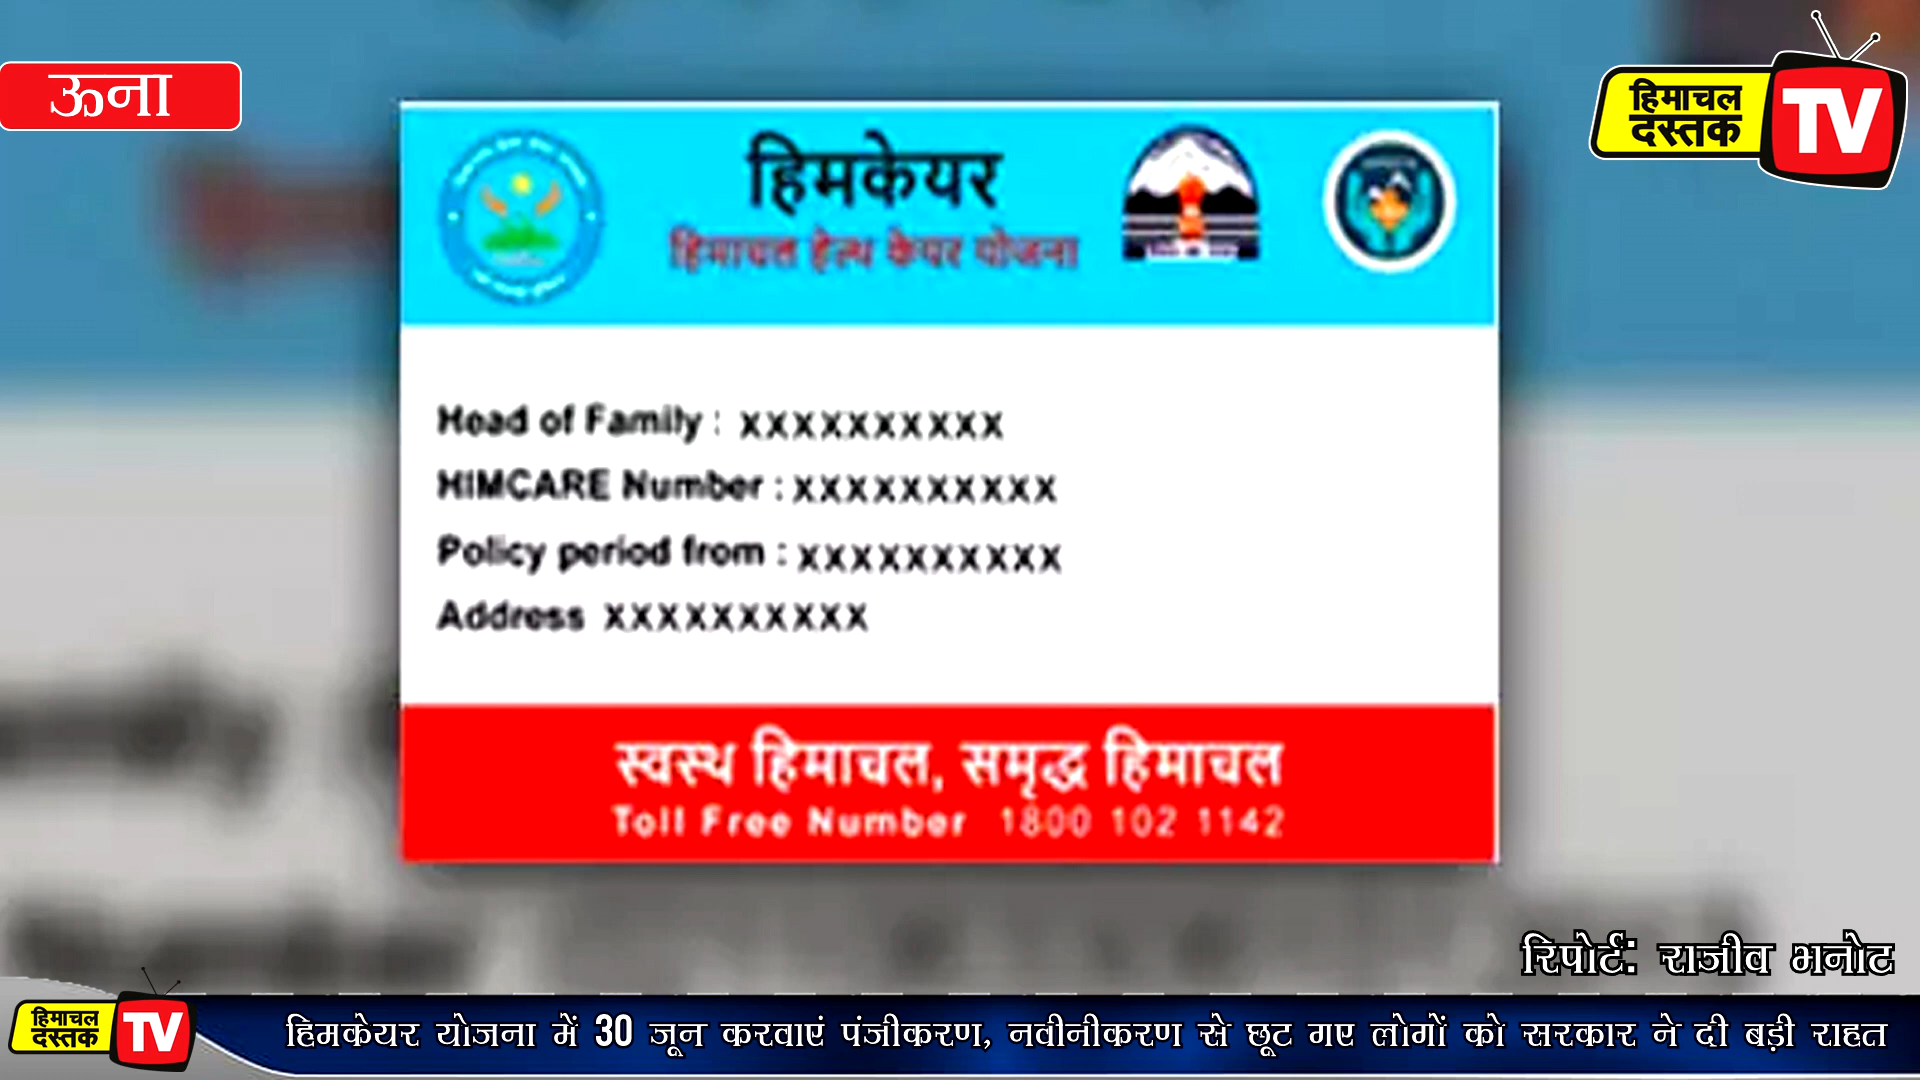 ऊना
हिमाचल
दस्तक
TV
हिमकेयर
हिमाचल हेल्थ केयर योजना
Head of Family : XXXXXXXXXX
HIMCARE Number : XXXXXXXXXX
Policy period from : XXXXXXXXXX
Address XXXXXXXXXX
स्वस्थ हिमाचल, समृद्ध हिमाचल
Toll Free Number 1800 102 1142
रिपोर्ट: राजीव भनोट
हिमाचल
दस्तक
TV
हिमकेयर योजना में 30 जून करवाएं पंजीकरण, नवीनीकरण से छूट गए लोगों को सरकार ने दी बड़ी राहत